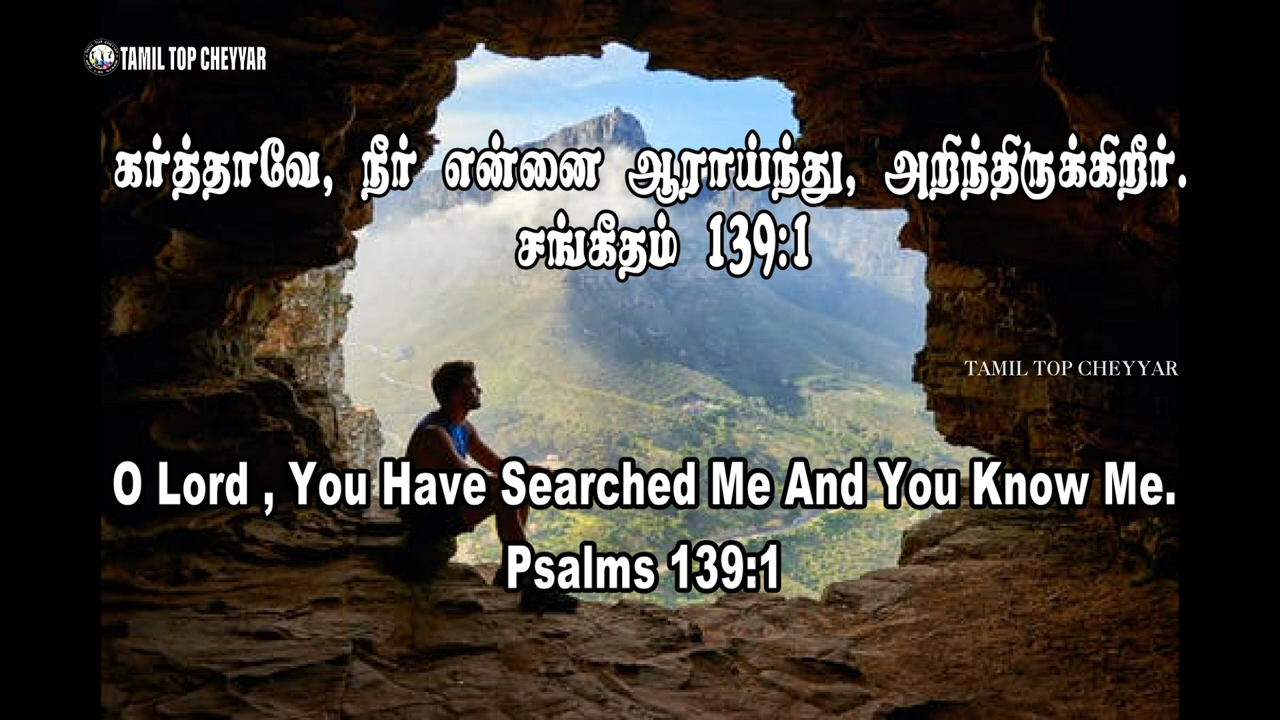 TAMIL TOP CHEYYAR
கர்த்தாவே, நீர் என்னை ஆராய்ந்து, அறிந்திருக்கிறீர்.
சங்கீதம் 139:1
TAMIL TOP CHEYYAR
O Lord , You Have Searched Me And You Know Me.
Psalms 139:1